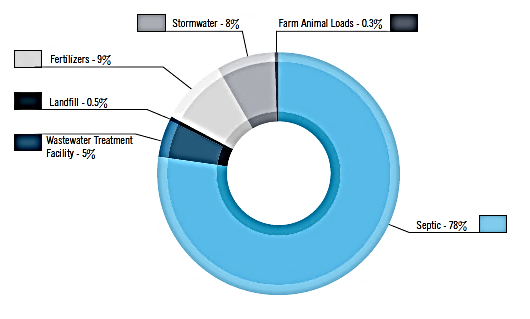 Stormwater - 8%
Farm Animal Loads - 0.3%
Fertilizers - 9%
Landfill - 0.5%
Wastewater Treatment
Facility - 5%
Septic - 78%